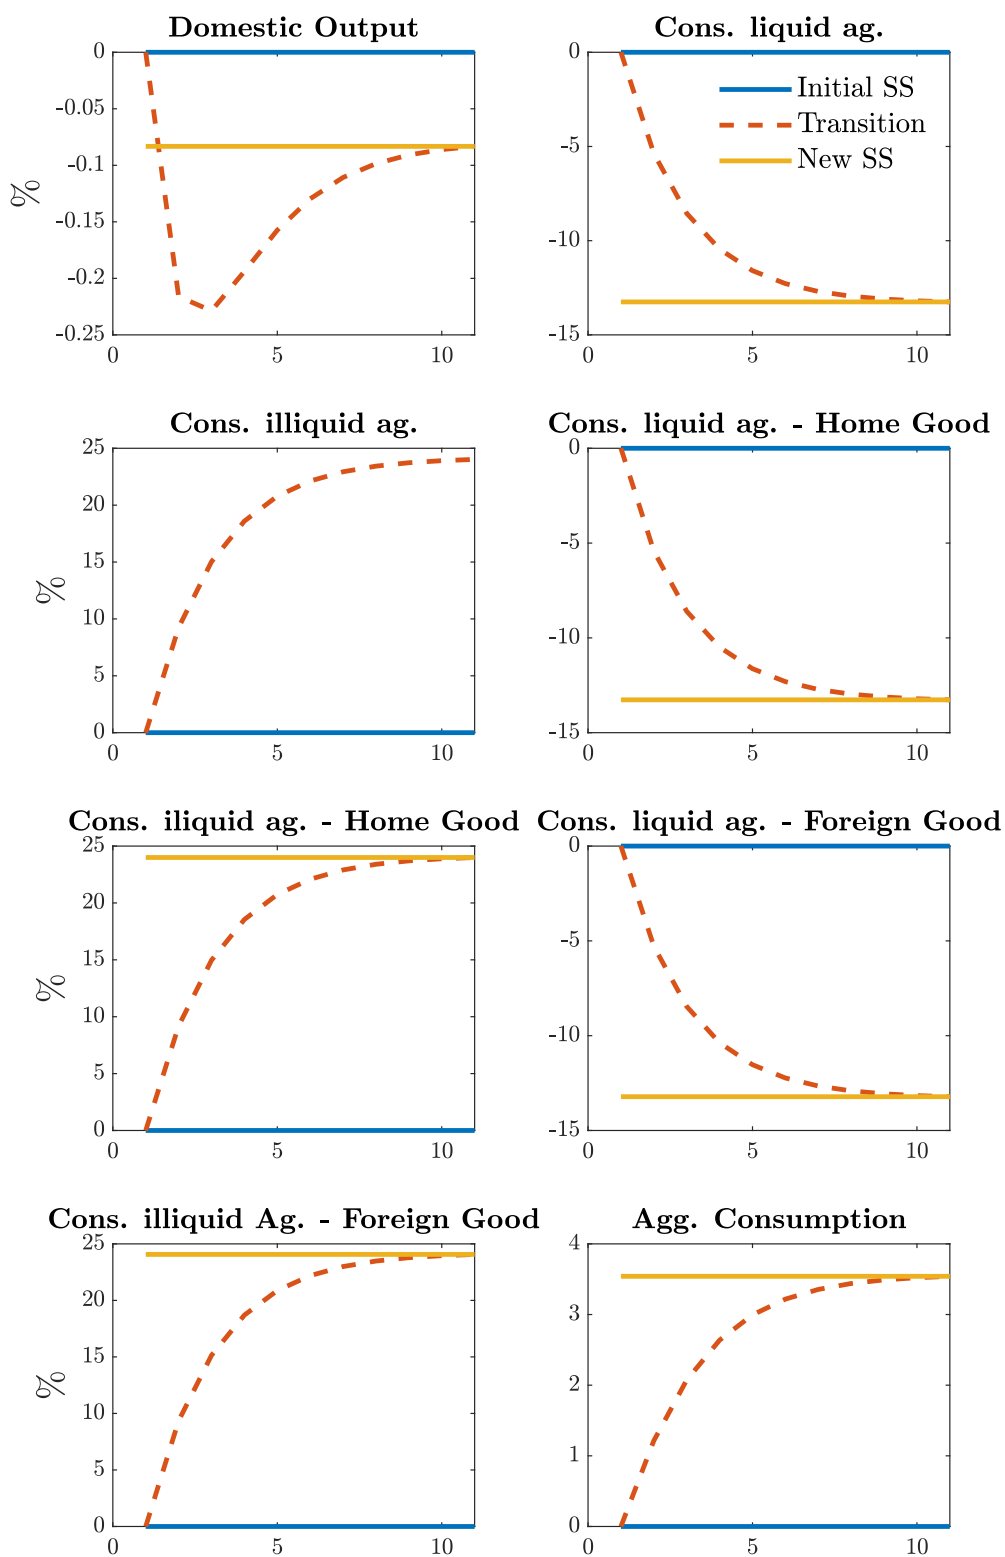 Domestic Output
0
-0.05
-0.1
-0.15
-0.2
-0.25
%
0 5 10
Cons. liquid ag.
0
-5
-10
-15
0 5 10
Initial SS
Transition
New SS
Cons. illiquid ag.
25
20
15
10
5
0
%
0 5 10
Cons. liquid ag. - Home Good
0
-5
-10
-15
0 5 10
Cons. iliquid ag. - Home Good
25
20
15
10
5
0
%
0 5 10
Cons. liquid ag. - Foreign Good
0
-5
-10
-15
0 5 10
Cons. illiquid Ag. - Foreign Good
25
20
15
10
5
0
%
0 5 10
Agg. Consumption
4
3
2
1
0
0 5 10